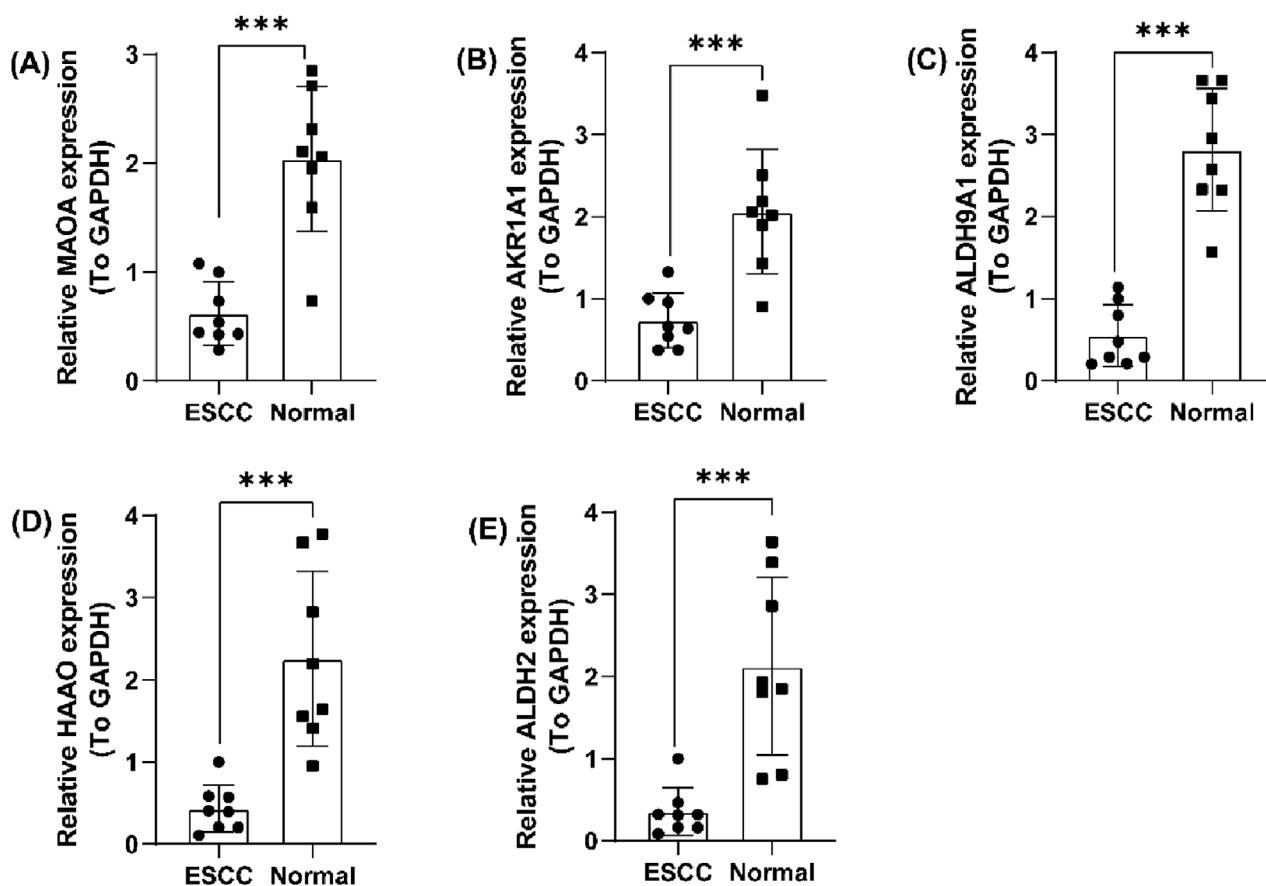 (A)
Relative MAOA expression
(To GAPDH)
***
3
2
1
0
ESCC Normal
(B)
Relative AKR1A1 expression
(To GAPDH)
***
4
3
2
1
0
ESCC Normal
(C)
Relative ALDH9A1 expression
(To GAPDH)
***
4
3
2
1
0
ESCC Normal
(D)
Relative HAAO expression
(To GAPDH)
***
4
3
2
1
0
ESCC Normal
(E)
Relative ALDH2 expression
(To GAPDH)
***
4
3
2
1
0
ESCC Normal